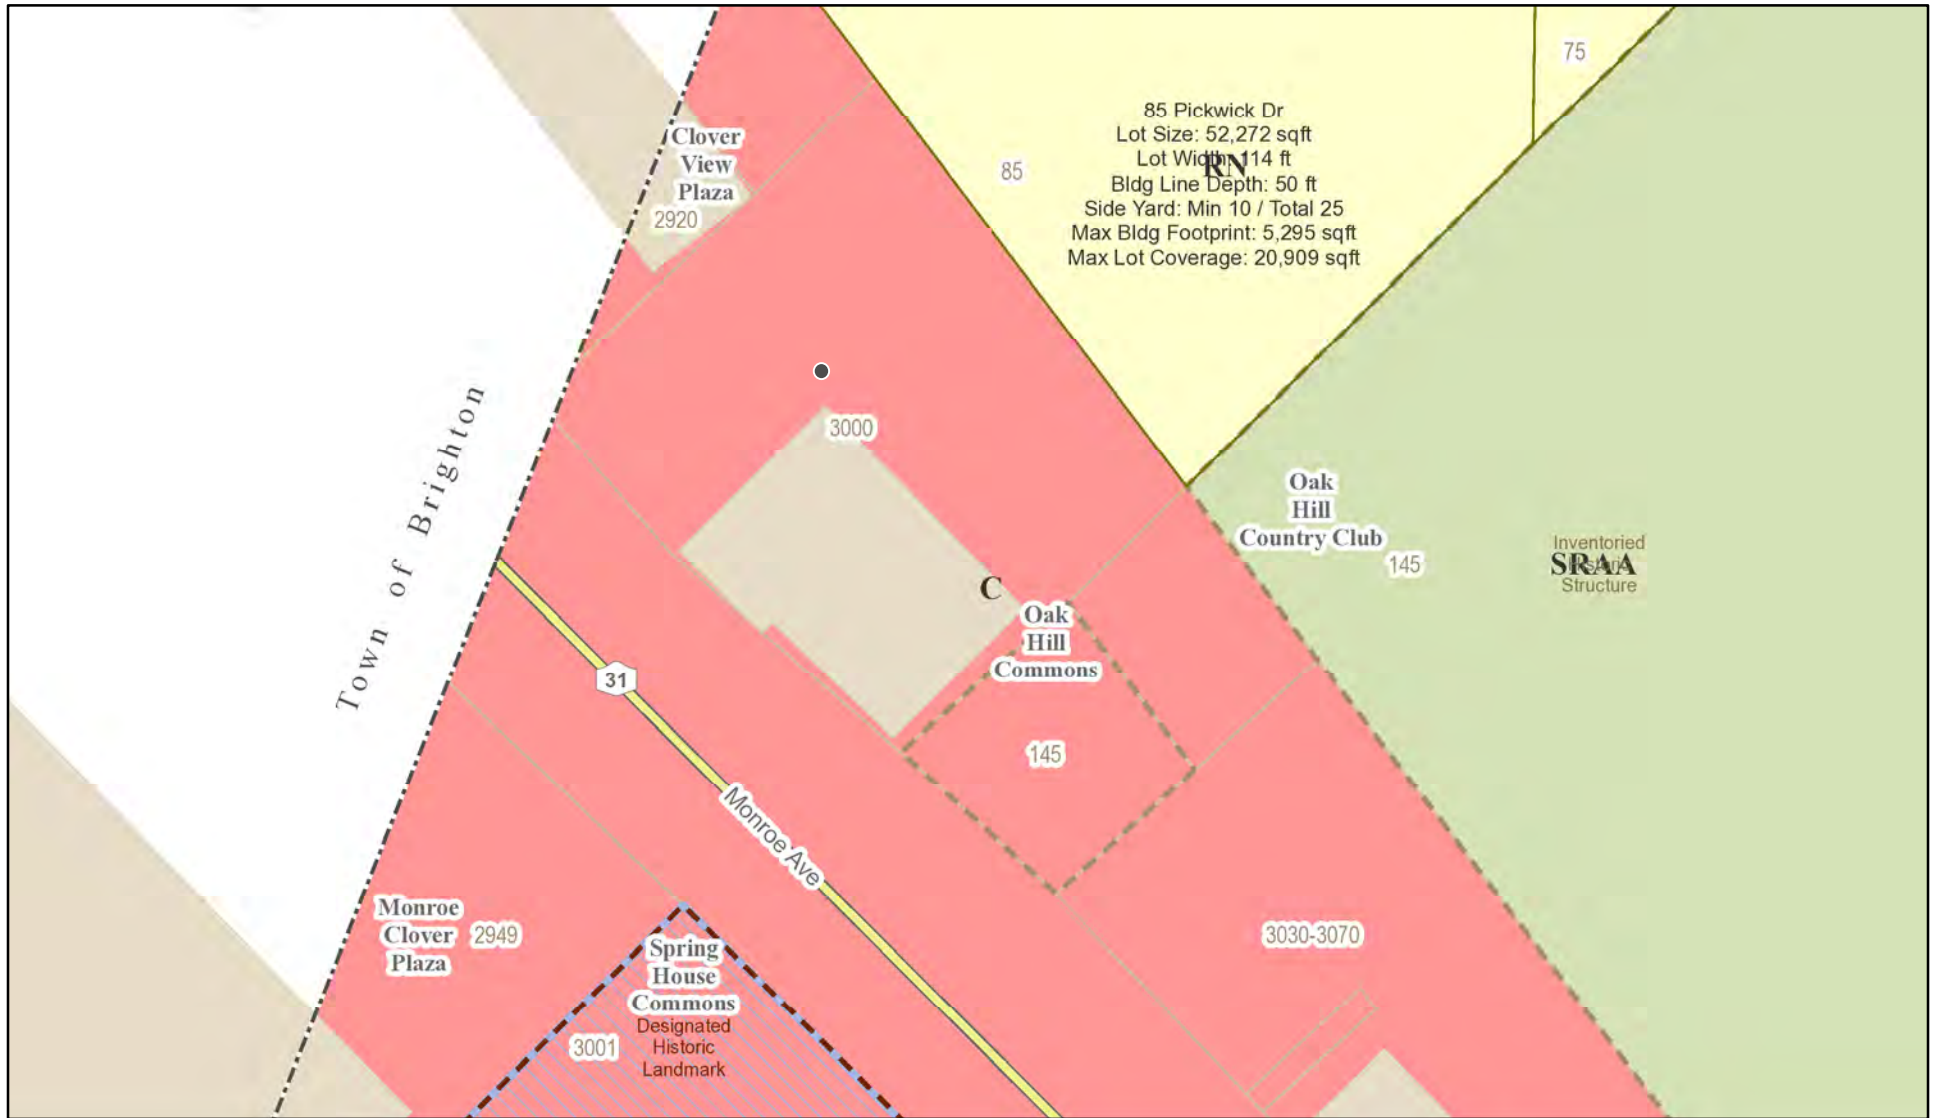 75
85 Pickwick Dr
Lot Size: 52,272 sqft
Lot Width: 114 ft
RN
Bldg Line Depth: 50 ft
Side Yard: Min 10 / Total 25
Max Bldg Footprint: 5,295 sqft
Max Lot Coverage: 20,909 sqft
85
Clover
View
Plaza
2920
3000
Town of Brighton
Oak
Hill
Country Club
145
Inventoried
Historic
Structure
SRAA
C
Oak
Hill
Commons
145
31
Monroe Ave
Monroe
Clover
Plaza
2949
3030-3070
Spring
House
Commons
Designated
Historic
Landmark
3001